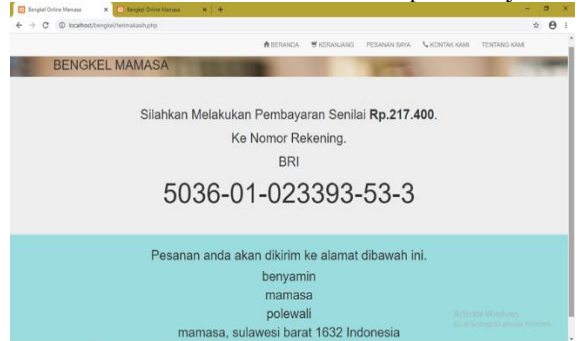 Bengkel Online Mamasa
Bengkel Online Mamasa
localhost/bengkel/terimakasih.php
BERANDA KERANJANG PESANAN SAYA KONTAK KAMI TENTANG KAMI
BENGKEL MAMASA
Silahkan Melakukan Pembayaran Senilai Rp.217.400.
Ke Nomor Rekening.
BRI
5036-01-023393-53-3
Pesanan anda akan dikirim ke alamat dibawah ini.
benyamin
mamasa
polewali
mamasa, sulawesi barat 1632 Indonesia
Activate Windows